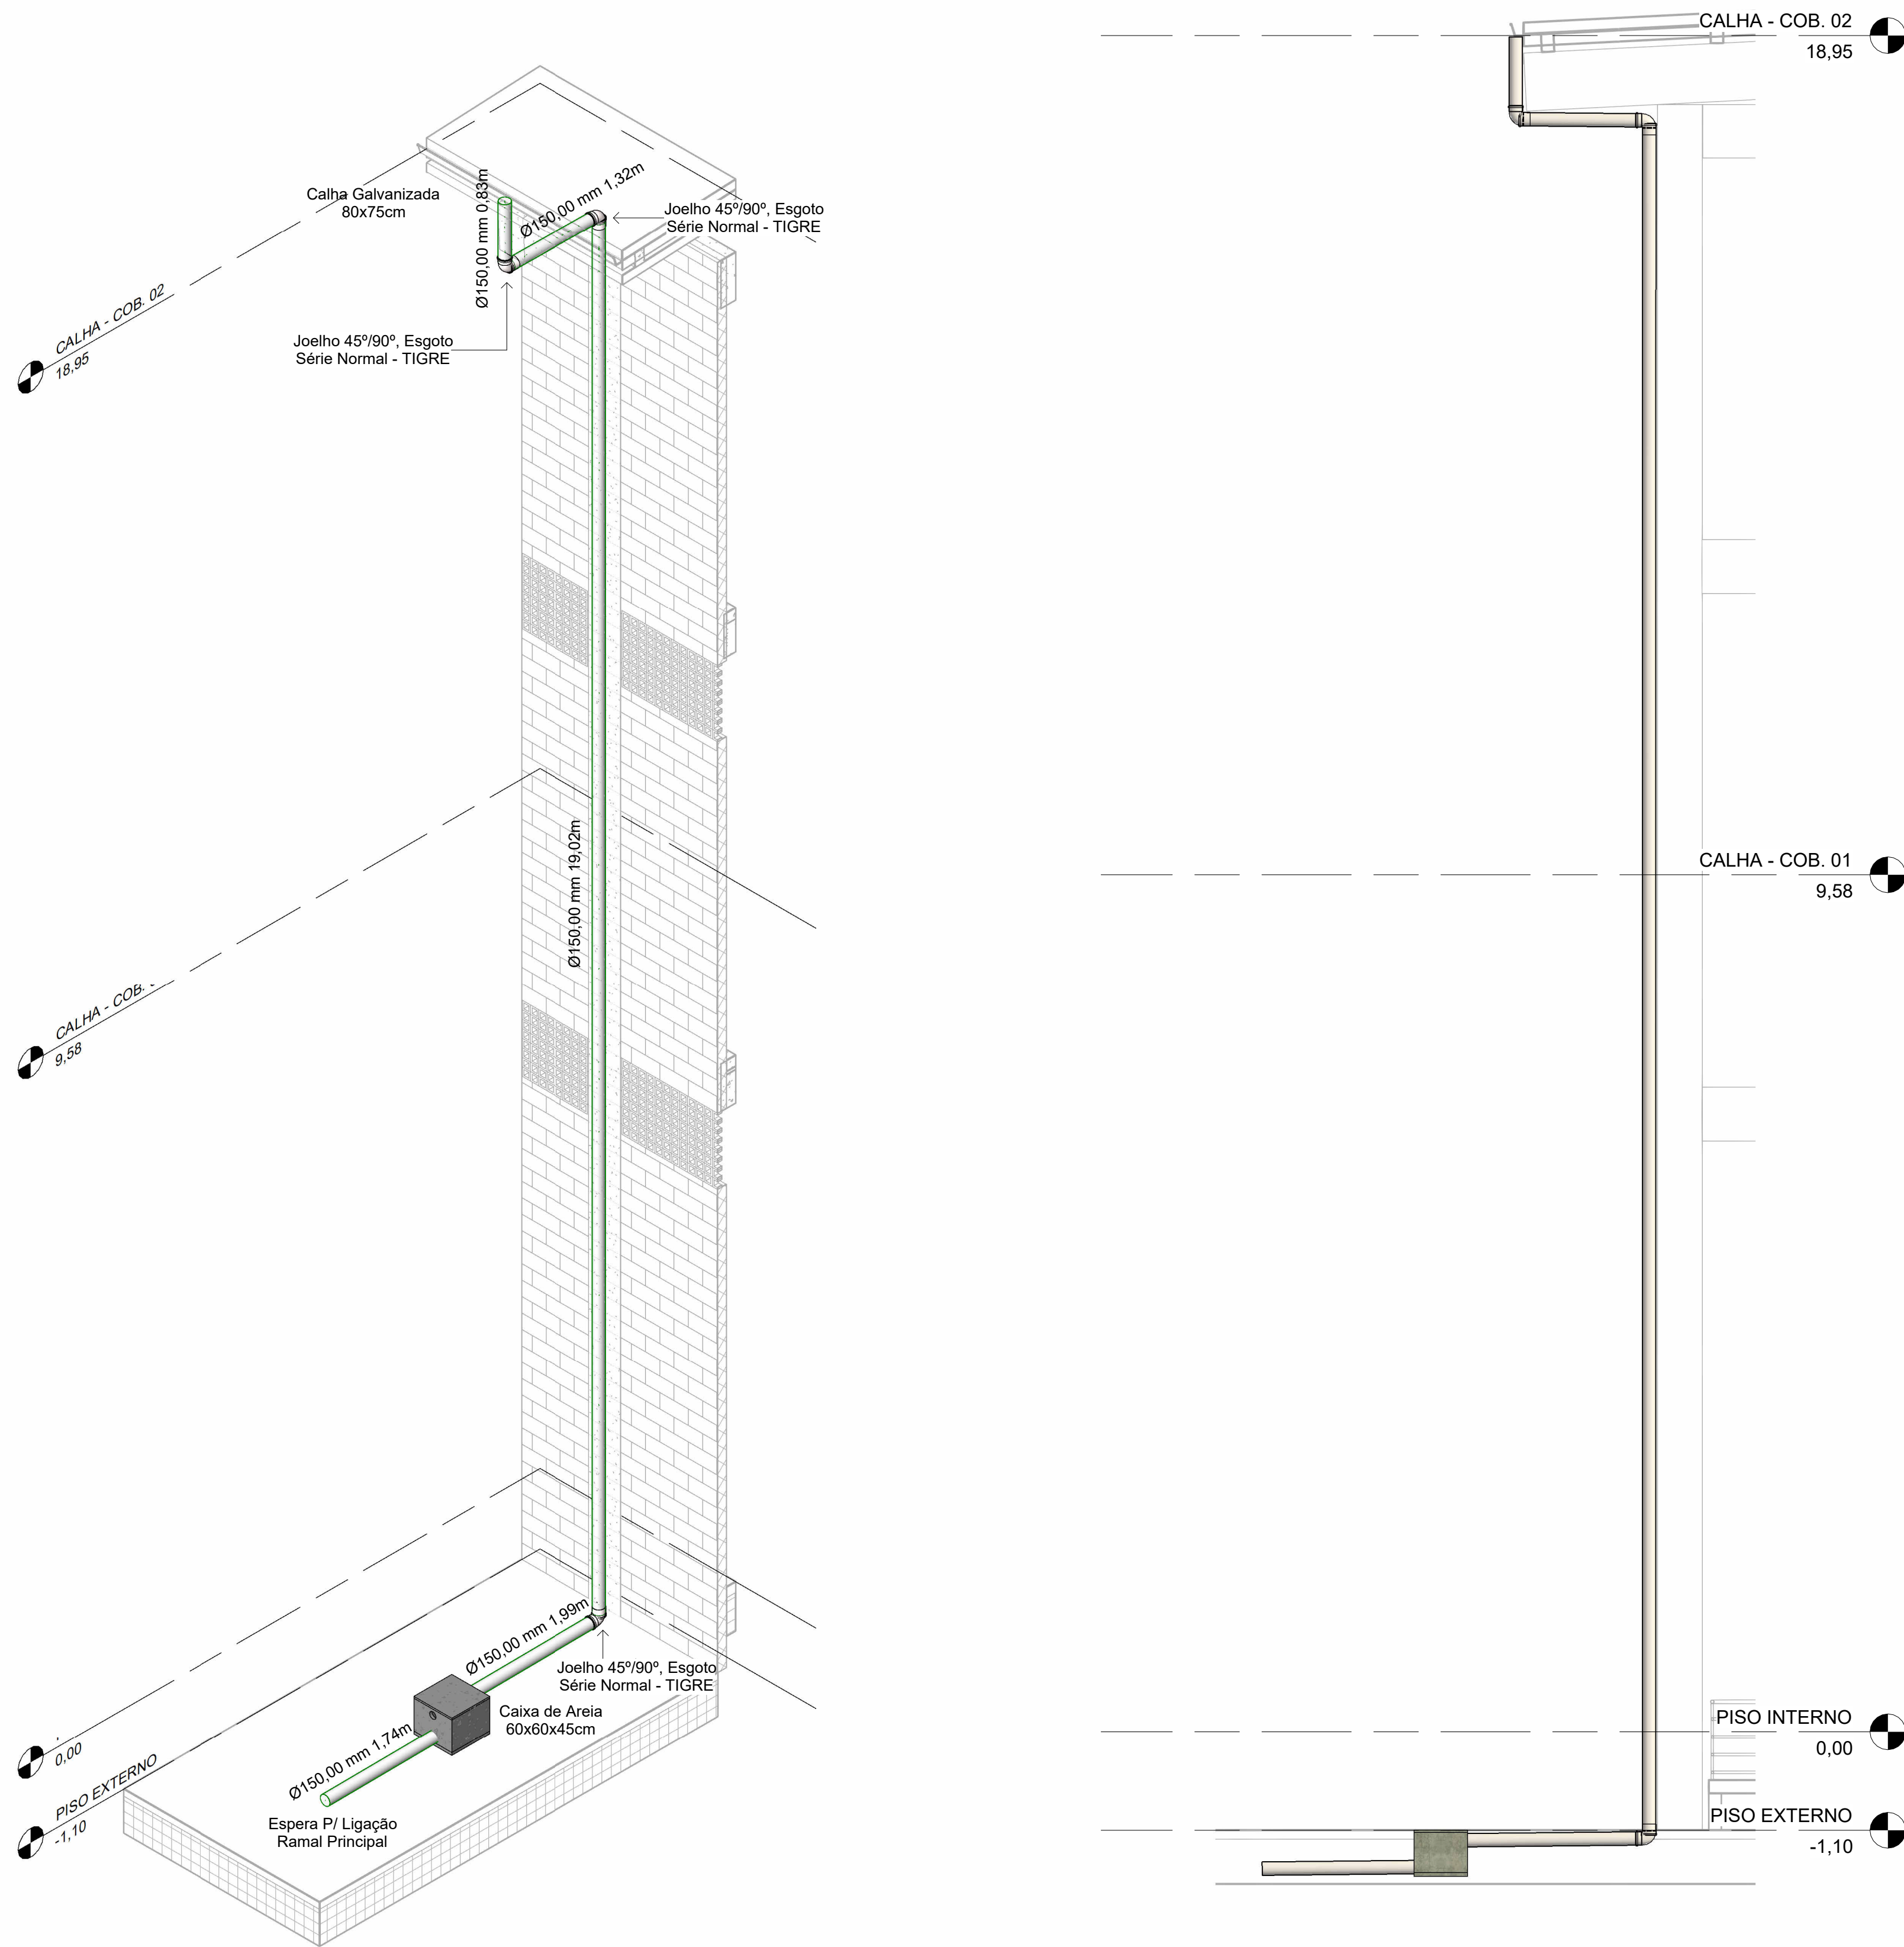 Calha Galvanizada
80x75cm
Ø150,00 mm 0,83m
Ø150,00 mm 1,32m
Joelho 45º/90º, Esgoto
Série Normal - TIGRE
CALHA - COB. 02
18,95
Joelho 45º/90º, Esgoto
Série Normal - TIGRE
Ø150,00 mm 19,02m
CALHA - COB.
9,58
Ø150,00 mm 1,99m
Joelho 45º/90º, Esgoto
Série Normal - TIGRE
Caixa de Areia
60x60x45cm
Ø150,00 mm 1,74m
0,00
PISO EXTERNO
-1,10
Espera P/ Ligação
Ramal Principal
CALHA - COB. 02
18,95
CALHA - COB. 01
9,58
PISO INTERNO
0,00
PISO EXTERNO
-1,10